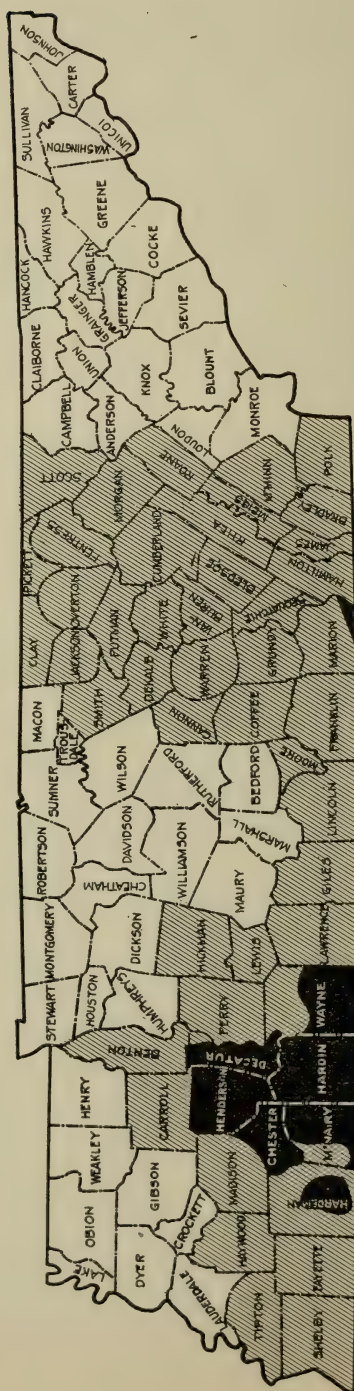 JOHNSON
CARTER
SULLIVAN
UNICOI
WASHINGTON
GREENE
HAWKINS
HANCOCK
HAMBLEN
COCKE
GRAINGER
JEFFERSON
CLAIBORNE
SEVIER
UNION
KNOX
CAMPBELL
BLOUNT
ANDERSON
LOUDON
MONROE
SCOTT
ROANE
MORGAN
MCMINN
POLK
MEIGS
BRADLEY
RHEA
FENTRESS
CUMBERLAND
JAMES
HAMILTON
BLEDSOE
PICKETT
OVERTON
VAN-
BUREN
SEQUATCHIE
WHITE
CLAY
JACKSON
PUTNAM
MARION
GRUNDY
WARREN
DEKALB
MACON
SMITH
TROUS-
DALE
CANNON
COFFEE
FRANKLIN
SUMNER
WILSON
RUTHERFORD
BEDFORD
MOORE
LINCOLN
ROBERTSON
DAVIDSON
MARSHALL
WILLIAMSON
CHEATHAM
MAURY
GILES
MONTGOMERY
DICKSON
HICKMAN
LEWIS
LAWRENCE
STEWART
HOUSTON
HUMPHREYS
PERRY
WAYNE
BENTON
DECATUR
HARDIN
HENRY
CARROLL
HENDERSON
CHESTER
MCNAIRY
WEAKLEY
GIBSON
MADISON
HARDEMAN
OBION
CROCKETT
HAYWOOD
LAKE
DYER
FAYETTE
LAUDERDALE
TIPTON
SHELBY